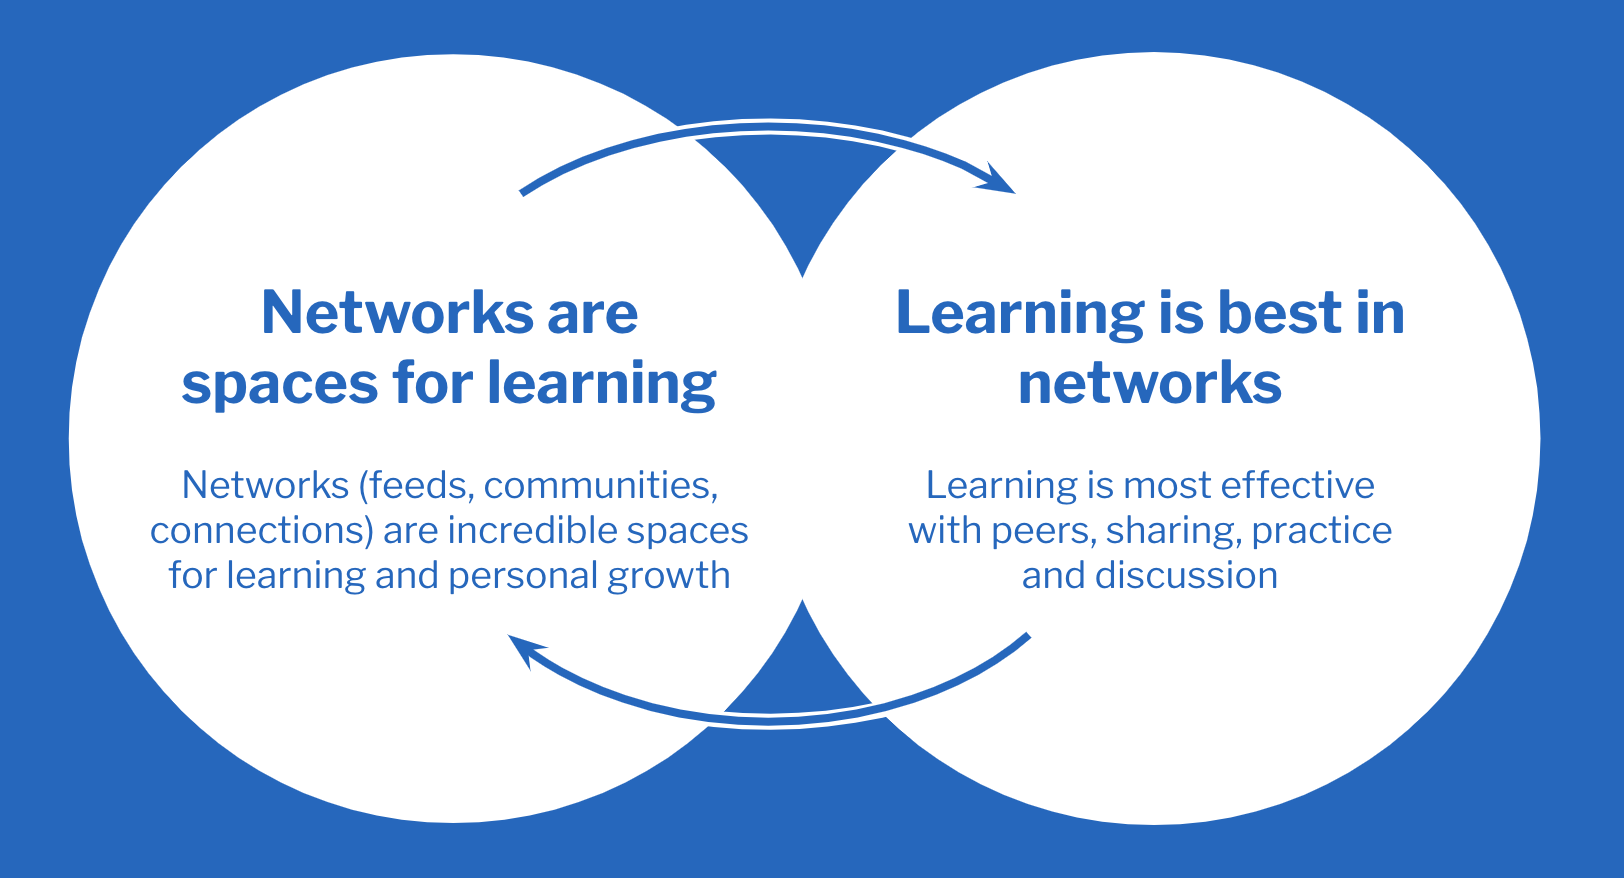 Networks are
spaces for learning
Networks (feeds, communities,
connections) are incredible spaces
for learning and personal growth
Learning is best in
networks
Learning is most effective
with peers, sharing, practice
and discussion